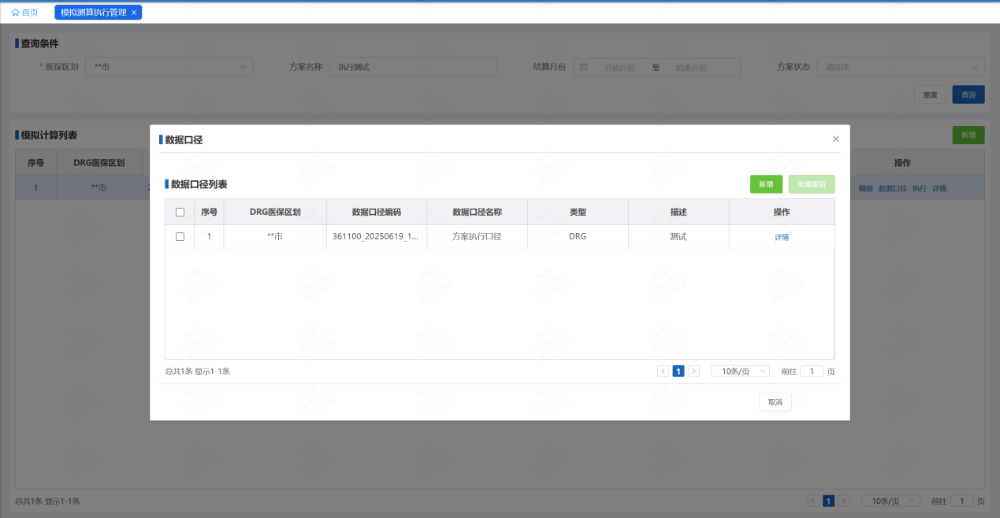 首页 模拟测算执行管理 ×
查询条件
* 医保区划 **市 方案名称 执行测试 结算月份 开始月份 至 结束月份 方案状态 请选择
重置 查询
模拟计算列表 新增
序号 DRG医保区划 操作
1 **市 编辑 数据口径 执行 详情
数据口径 ×
数据口径列表 新增 批量取消
序号 DRG医保区划 数据口径编码 数据口径名称 类型 描述 操作
1 **市 361100_20250619_1... 方案执行口径 DRG 测试 详情
总共1条 显示1-1条 < 1 > 10条/页 前往 1 页
取消
总共1条 显示1-1条 < 1 > 10条/页 前往 1 页